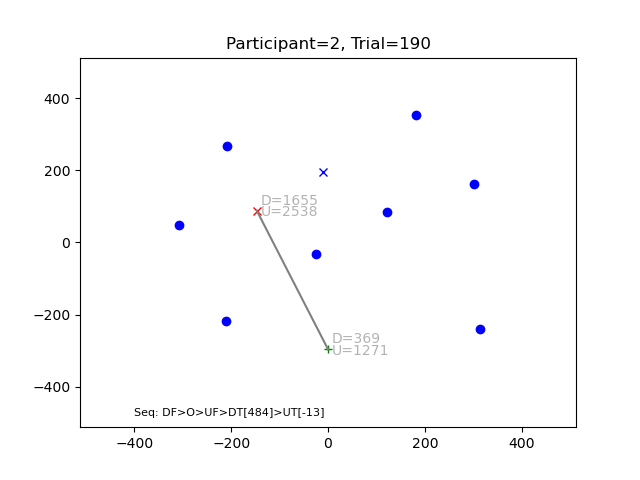 Participant=2, Trial=190
400
200
0
−200
−400
D=1655
U=2538
D=369
U=1271
Seq: DF>O>UF>DT[484]>UT[-13]
−400
−200
0
200
400